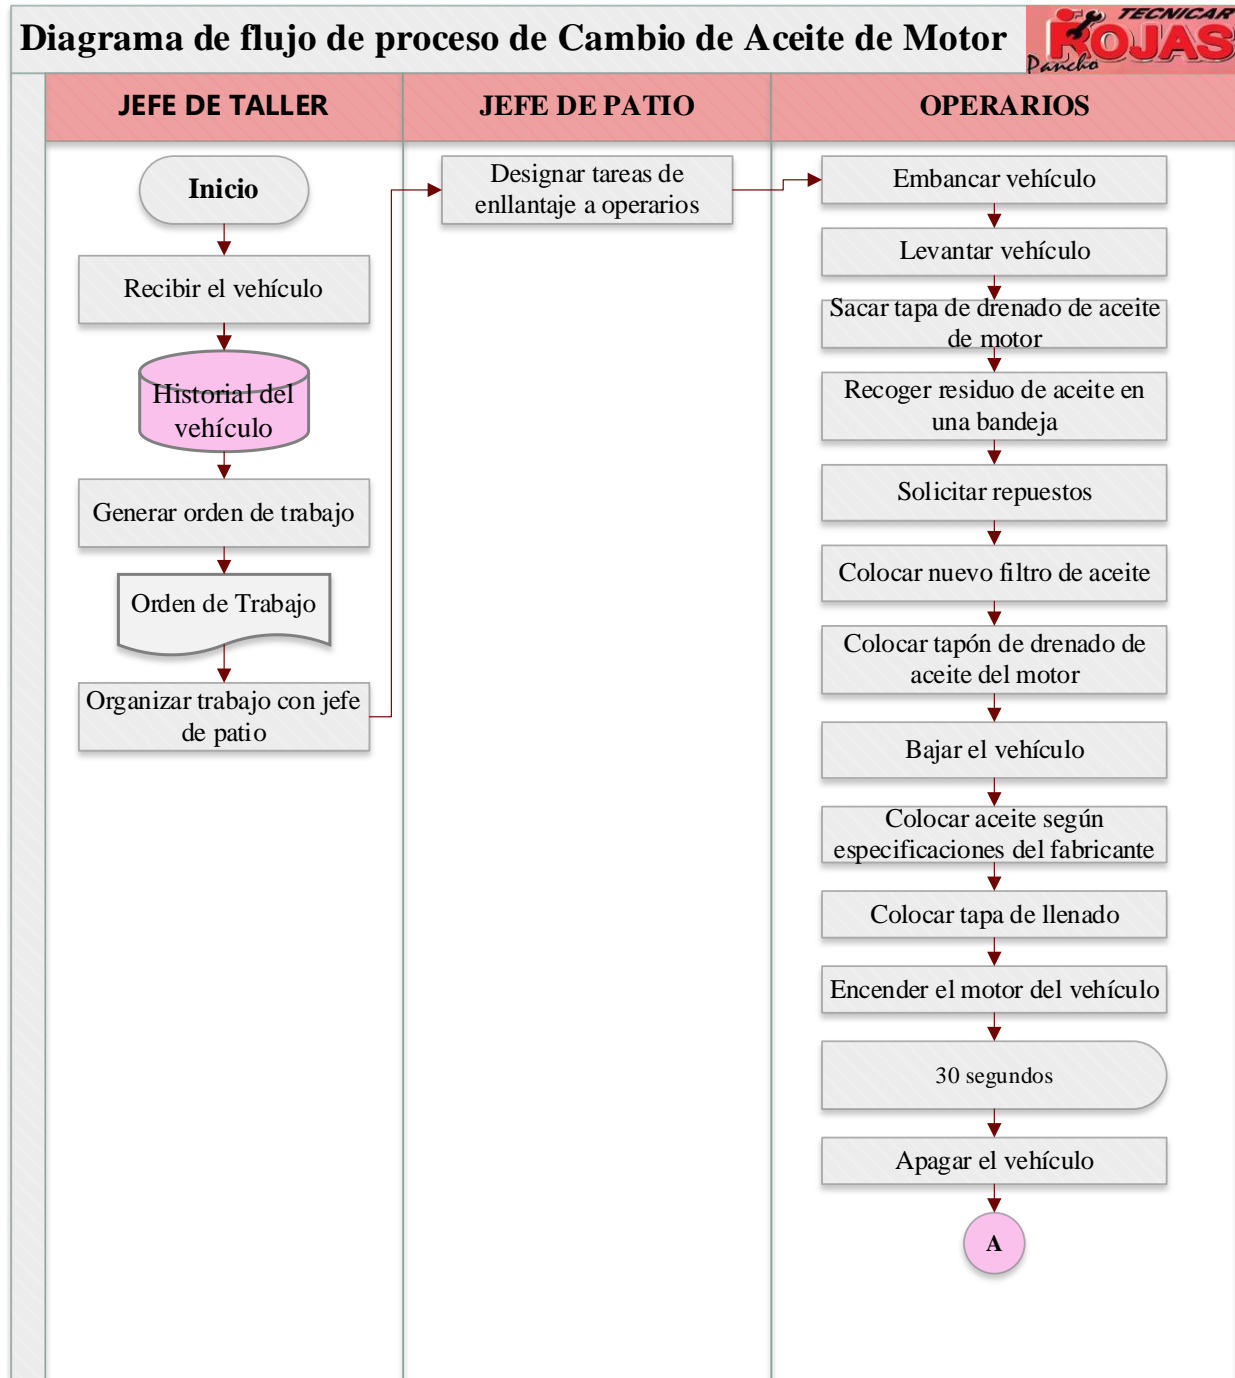 Diagrama de flujo de proceso de Cambio de Aceite de Motor
TECNICAR
ROJAS
Pancho
JEFE DE TALLER
JEFE DE PATIO
OPERARIOS
Inicio
Recibir el vehículo
Historial del
vehículo
Generar orden de trabajo
Orden de Trabajo
Organizar trabajo con jefe
de patio
Designar tareas de
enllantaje a operarios
Embancar vehículo
Levantar vehículo
Sacar tapa de drenado de aceite
de motor
Recoger residuo de aceite en
una bandeja
Solicitar repuestos
Colocar nuevo filtro de aceite
Colocar tapón de drenado de
aceite del motor
Bajar el vehículo
Colocar aceite según
especificaciones del fabricante
Colocar tapa de llenado
Encender el motor del vehículo
30 segundos
Apagar el vehículo
A